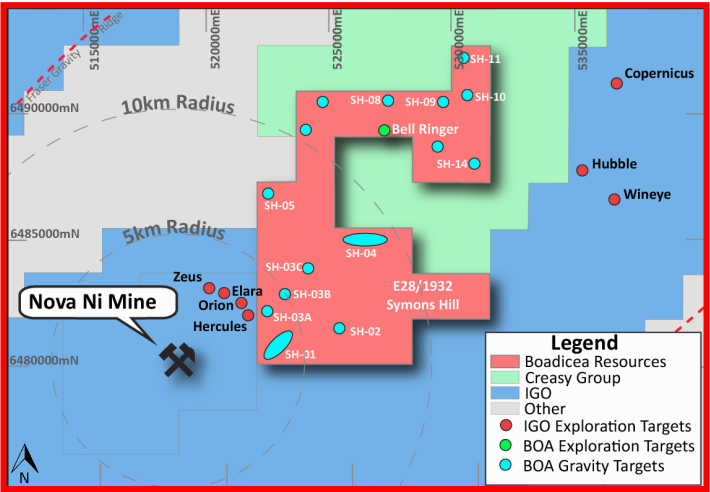 515000mE
520000mE
525000mE
530000mE
535000mE
Fraser Gravity Ridge
6490000mN
6485000mN
6480000mN
10km Radius
5km Radius
SH-11
Copernicus
SH-08
SH-09
SH-10
Bell Ringer
SH-14
Hubble
Wineye
SH-05
SH-04
SH-03C
E28/1932
Symons Hill
Zeus
Elara
SH-03B
Orion
Hercules
SH-03A
SH-02
SH-01
Nova Ni Mine
N
Legend
Boadicea Resources
Creasy Group
IGO
Other
IGO Exploration Targets
BOA Exploration Targets
BOA Gravity Targets